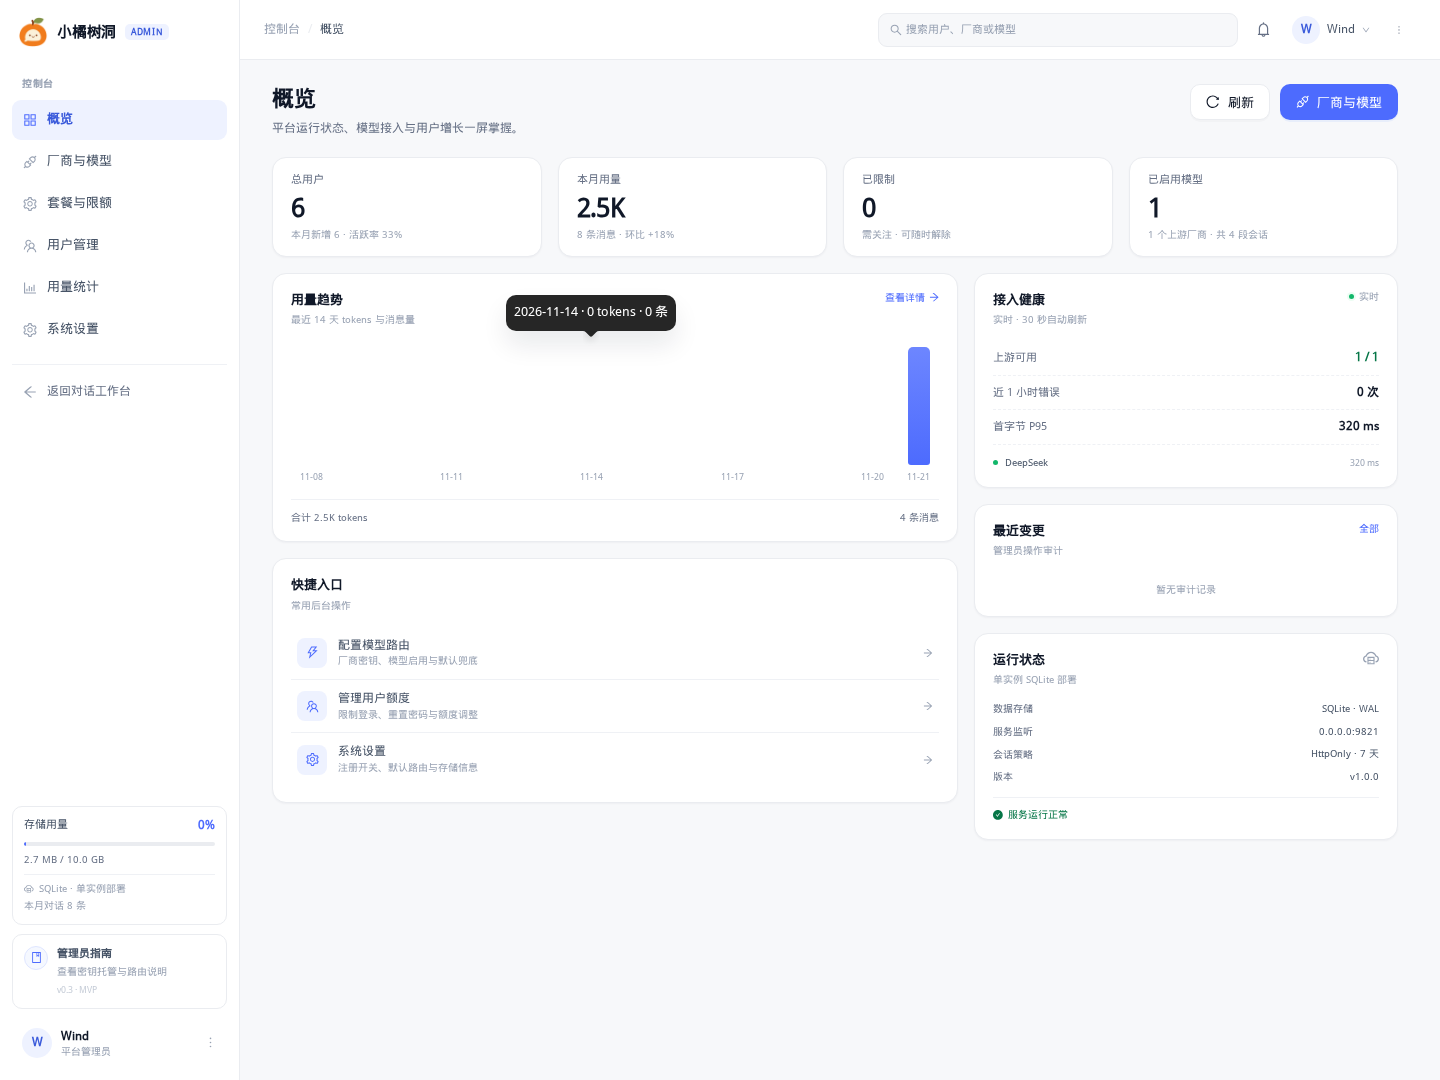 小橘树洞 ADMIN
控制台
概览
厂商与模型
套餐与限额
用户管理
用量统计
系统设置
返回对话工作台
存储用量 0%
2.7 MB / 10.0 GB
SQLite · 单实例部署
本月对话 8 条
管理员指南
查看密钥托管与路由说明
v0.3 · MVP
W Wind
平台管理员
控制台 / 概览
搜索用户、厂商或模型
W Wind
概览
平台运行状态、模型接入与用户增长一屏掌握。
刷新
厂商与模型
总用户
6
本月新增 6 · 活跃率 33%
本月用量
2.5K
8 条消息 · 环比 +18%
已限制
0
需关注 · 可随时解除
已启用模型
1
1 个上游厂商 · 共 4 段会话
用量趋势
最近 14 天 tokens 与消息量
查看详情
2026-11-14 · 0 tokens · 0 条
11-08 11-11 11-14 11-17 11-20 11-21
合计 2.5K tokens 4 条消息
快捷入口
常用后台操作
配置模型路由
厂商密钥、模型启用与默认兜底
管理用户额度
限制登录、重置密码与额度调整
系统设置
注册开关、默认路由与存储信息
接入健康 实时
实时 · 30 秒自动刷新
上游可用 1 / 1
近 1 小时错误 0 次
首字节 P95 320 ms
DeepSeek 320 ms
最近变更 全部
管理员操作审计
暂无审计记录
运行状态
单实例 SQLite 部署
数据存储 SQLite · WAL
服务监听 0.0.0.0:9821
会话策略 HttpOnly · 7 天
版本 v1.0.0
服务运行正常